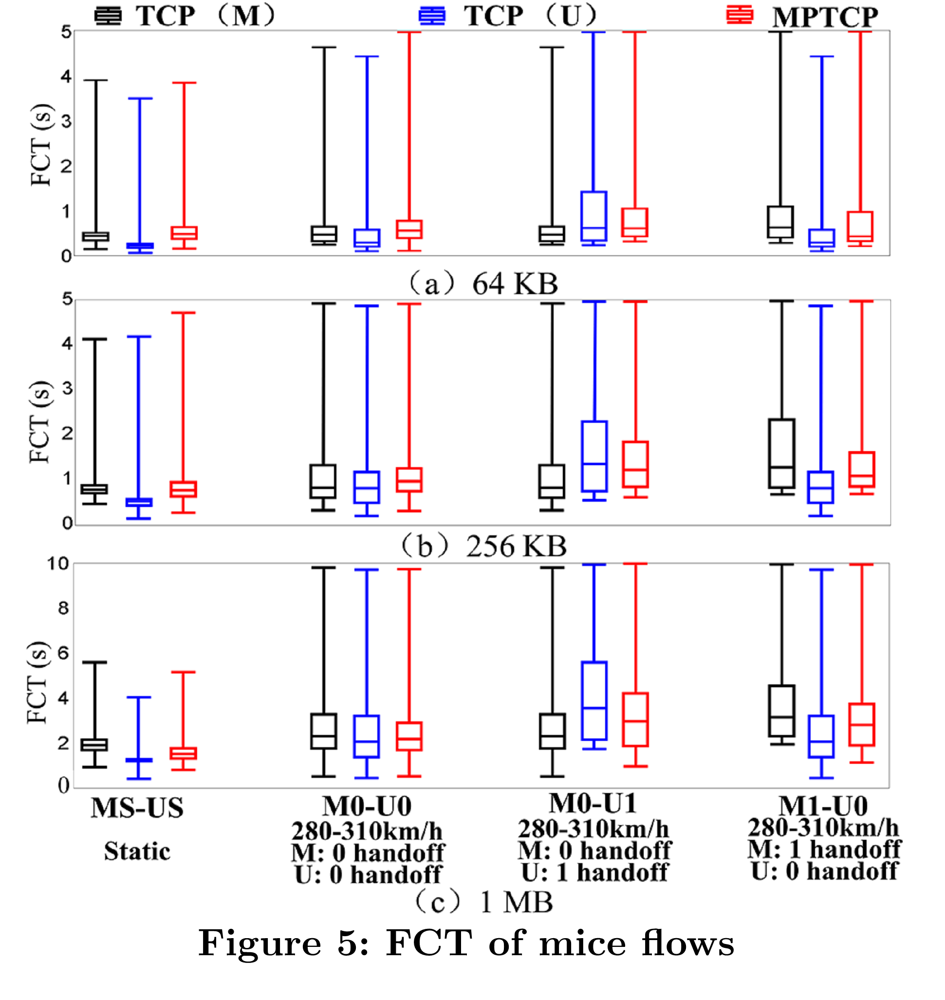 TCP （M） TCP （U） MPTCP
5
4
3
2
1
0
FCT (s)
（a）64 KB
5
4
3
2
1
0
FCT (s)
（b）256 KB
10
8
6
4
2
0
FCT (s)
MS-US M0-U0 M0-U1 M1-U0
280-310km/h 280-310km/h 280-310km/h
Static M: 0 handoff M: 0 handoff M: 1 handoff
U: 0 handoff U: 1 handoff U: 0 handoff
（c）1 MB
Figure 5: FCT of mice flows